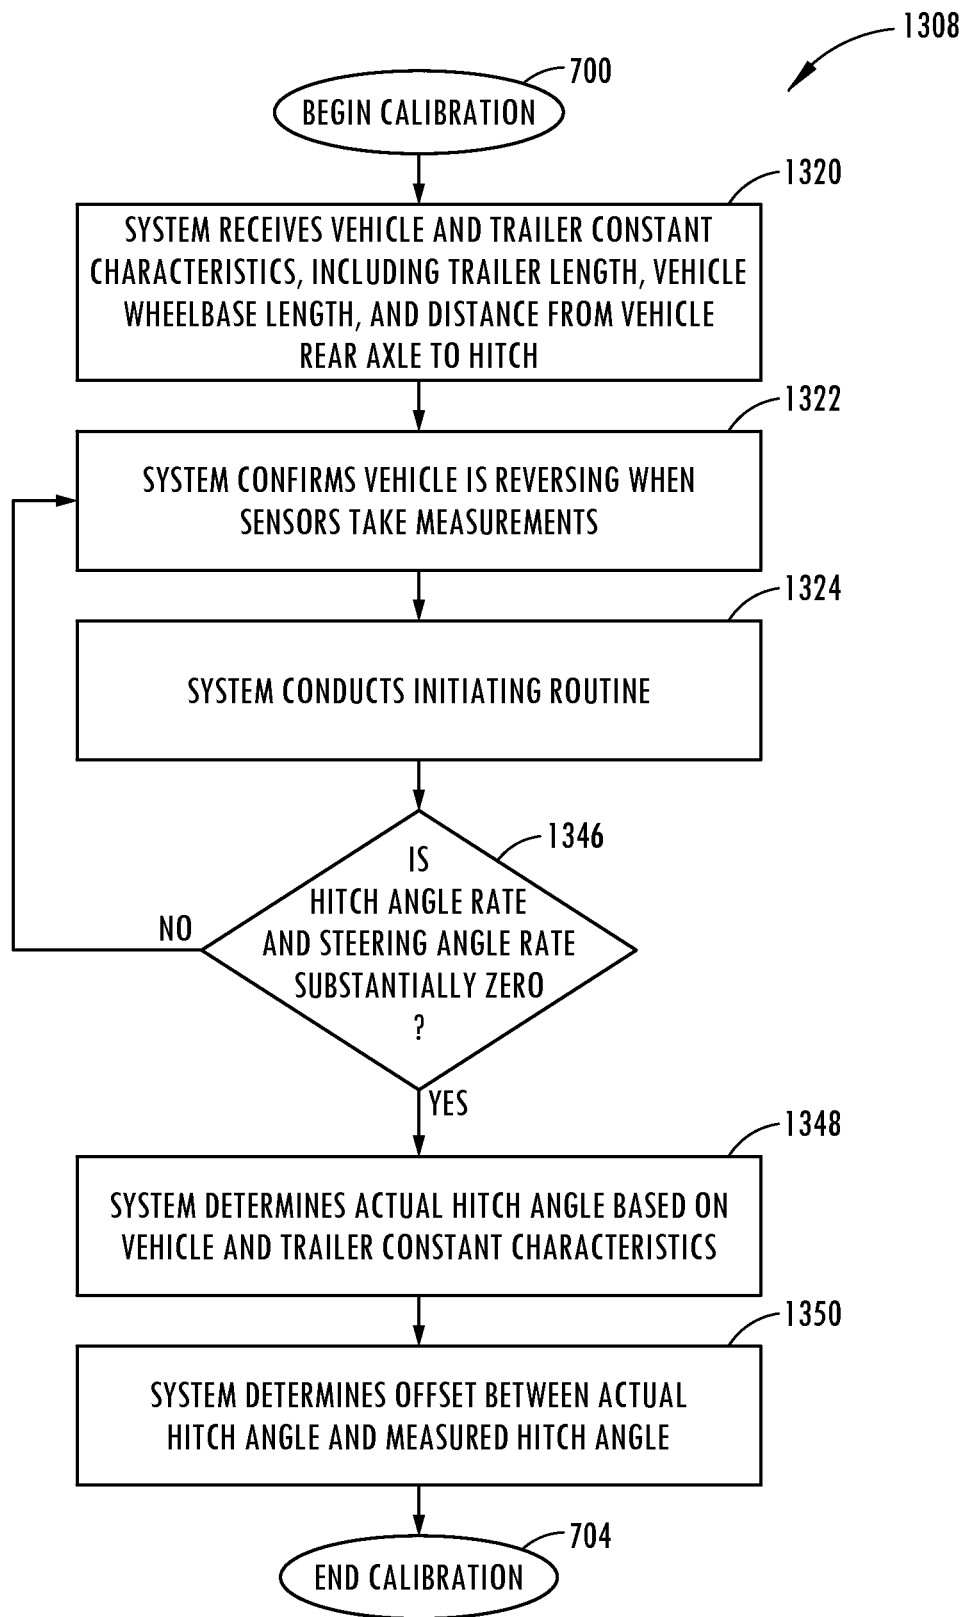 1308
700
BEGIN CALIBRATION
1320
SYSTEM RECEIVES VEHICLE AND TRAILER CONSTANT
CHARACTERISTICS, INCLUDING TRAILER LENGTH, VEHICLE
WHEELBASE LENGTH, AND DISTANCE FROM VEHICLE
REAR AXLE TO HITCH
1322
SYSTEM CONFIRMS VEHICLE IS REVERSING WHEN
SENSORS TAKE MEASUREMENTS
1324
SYSTEM CONDUCTS INITIATING ROUTINE
1346
IS
HITCH ANGLE RATE
AND STEERING ANGLE RATE
SUBSTANTIALLY ZERO
?
NO
YES
1348
SYSTEM DETERMINES ACTUAL HITCH ANGLE BASED ON
VEHICLE AND TRAILER CONSTANT CHARACTERISTICS
1350
SYSTEM DETERMINES OFFSET BETWEEN ACTUAL
HITCH ANGLE AND MEASURED HITCH ANGLE
704
END CALIBRATION